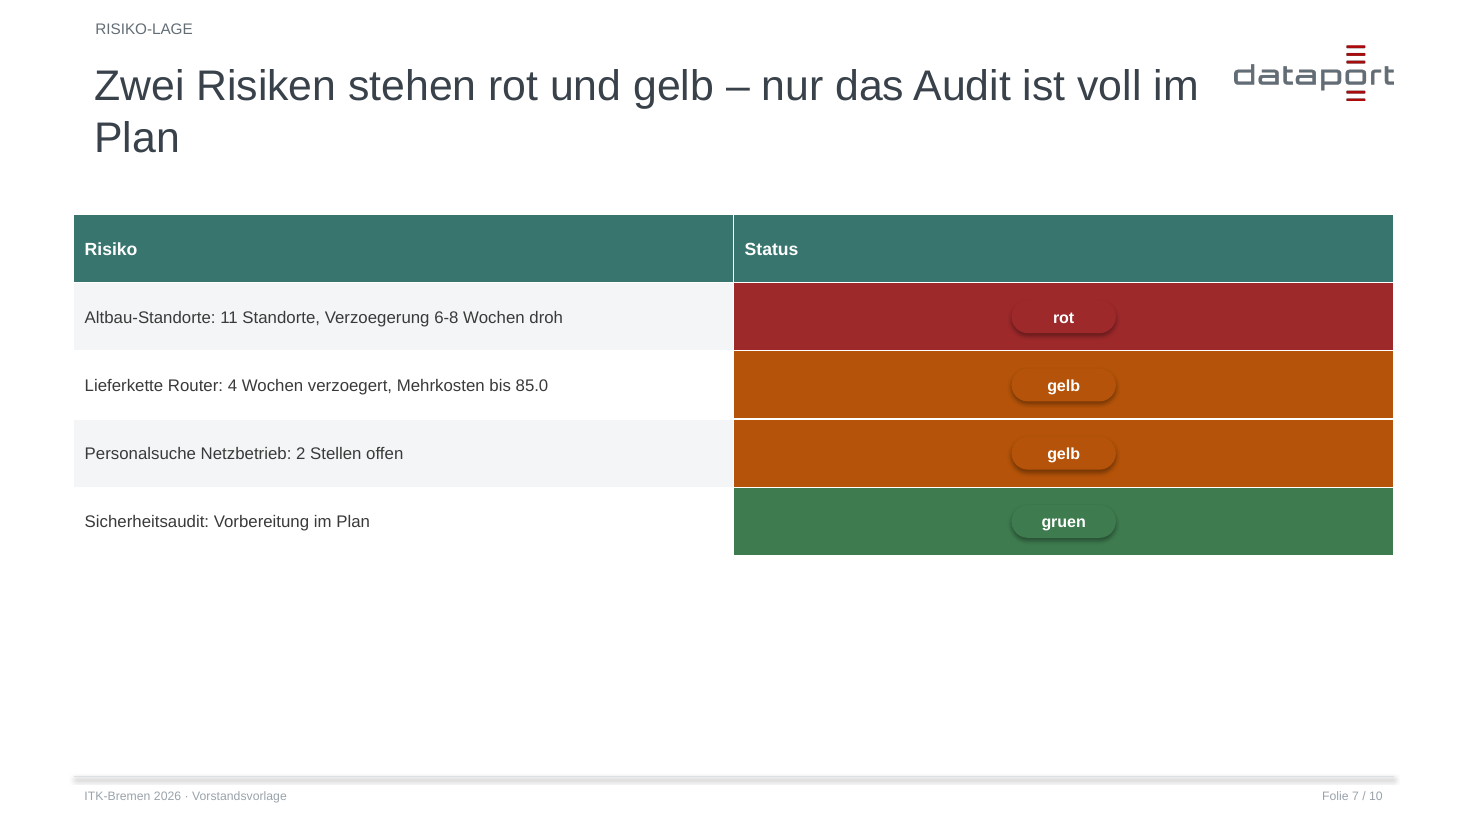 RISIKO-LAGE
Zwei Risiken stehen rot und gelb – nur das Audit ist voll im
Plan
dataport
Risiko
Status
Altbau-Standorte: 11 Standorte, Verzoegerung 6-8 Wochen droh
rot
Lieferkette Router: 4 Wochen verzoegert, Mehrkosten bis 85.0
gelb
Personalsuche Netzbetrieb: 2 Stellen offen
gelb
Sicherheitsaudit: Vorbereitung im Plan
gruen
ITK-Bremen 2026 · Vorstandsvorlage
Folie 7 / 10